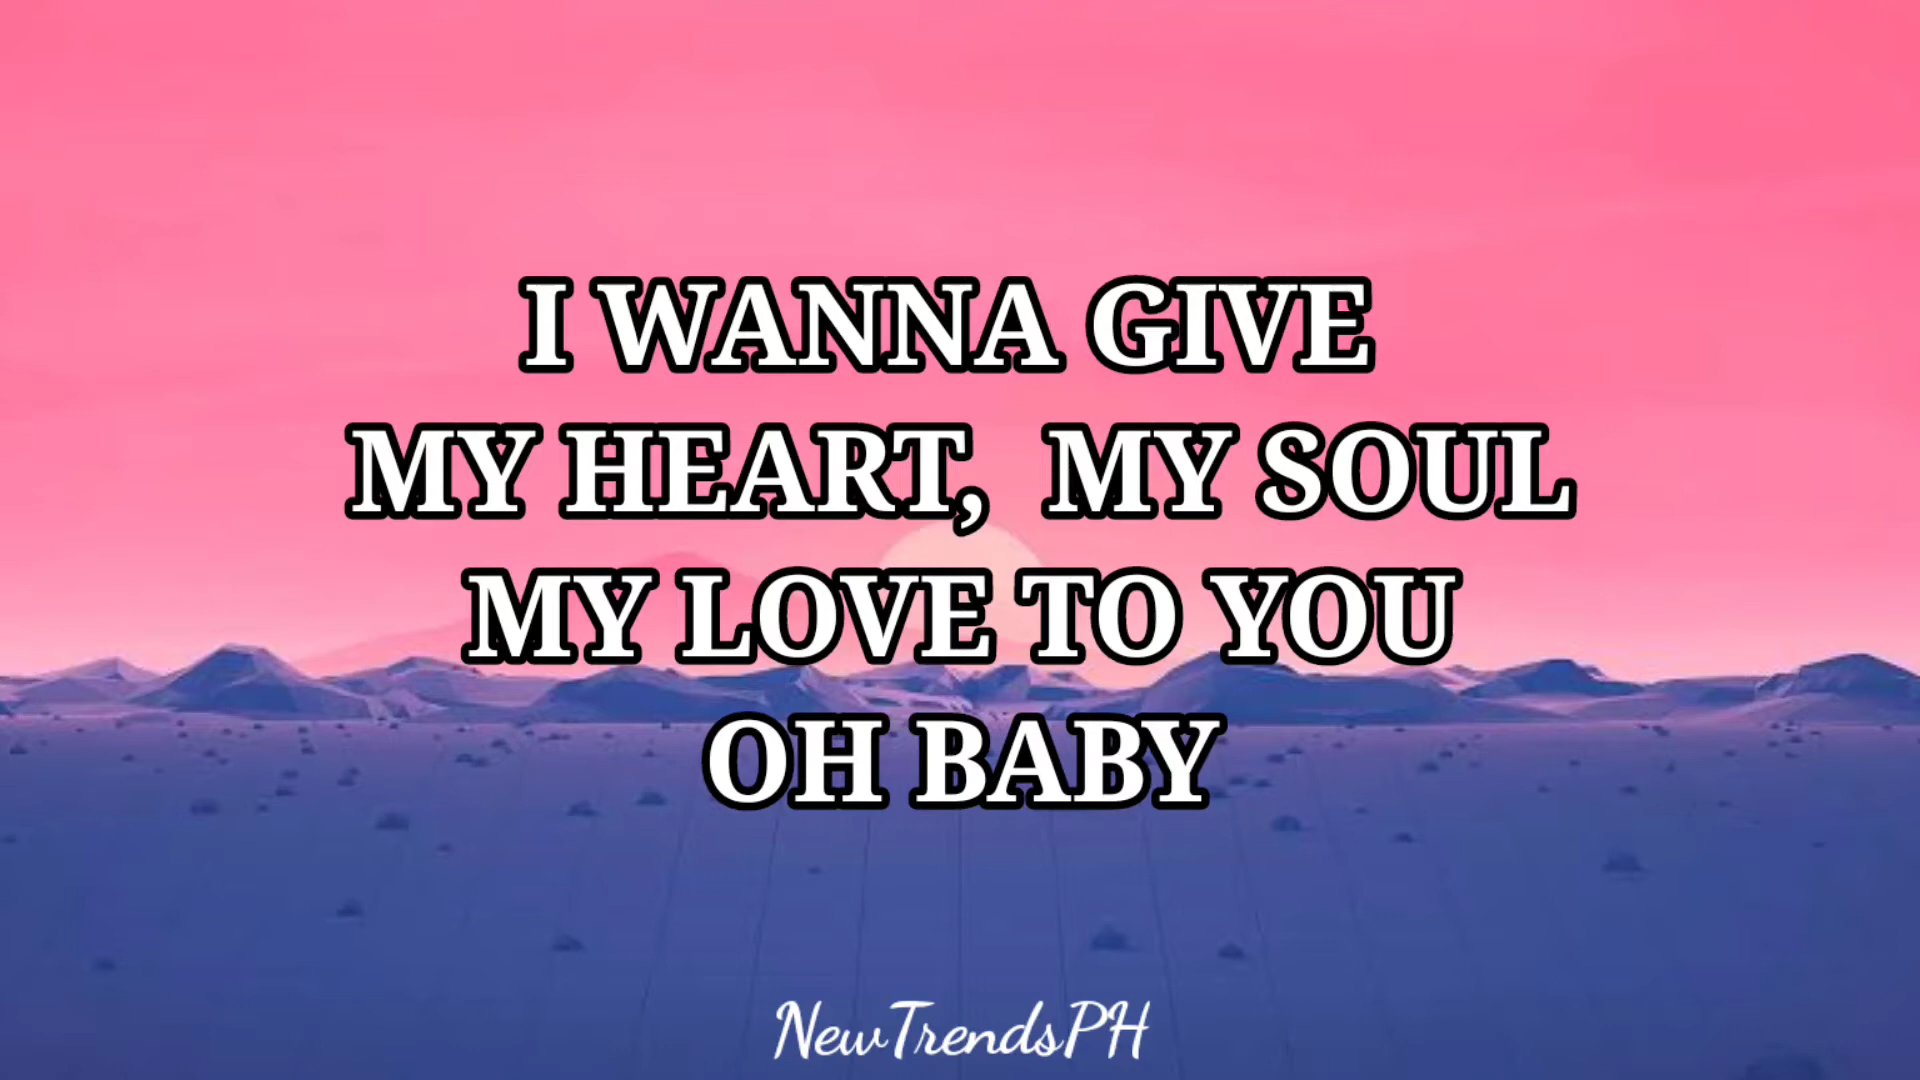 I WANNA GIVE
MY HEART, MY SOUL
MY LOVE TO YOU
OH BABY
NewTrendsPH